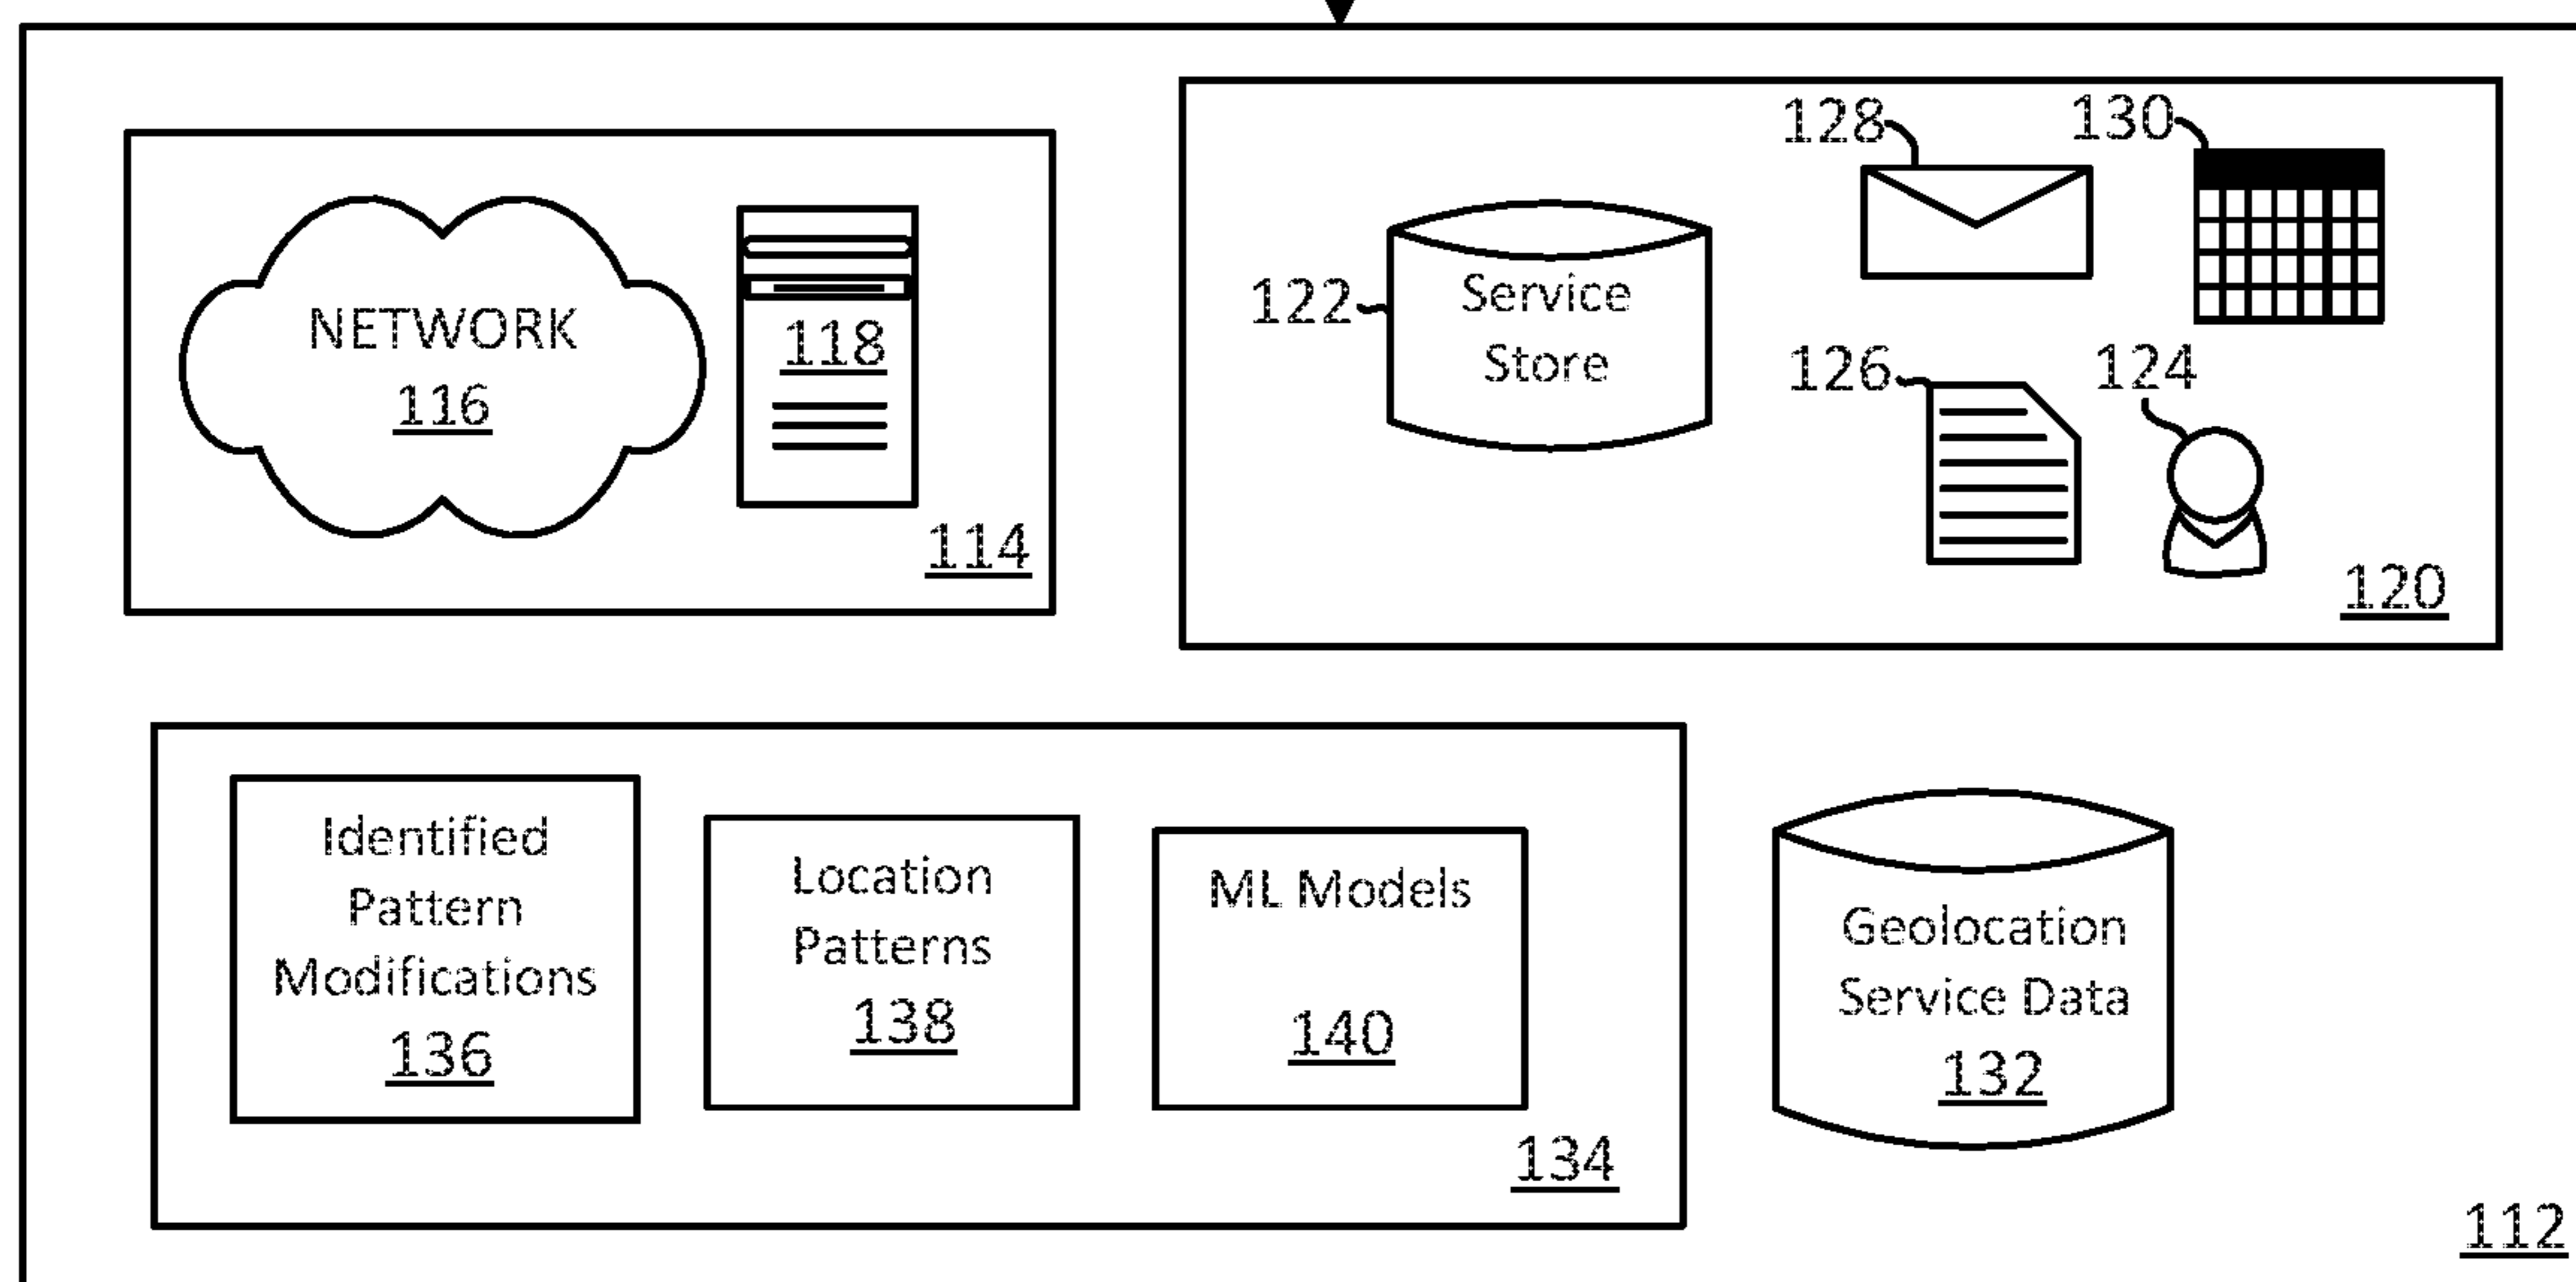 NETWORK
116
118
114
128
130
122
Service
Store
126
124
120
Identified
Pattern
Modifications
136
Location
Patterns
138
ML Models
140
134
Geolocation
Service Data
132
112